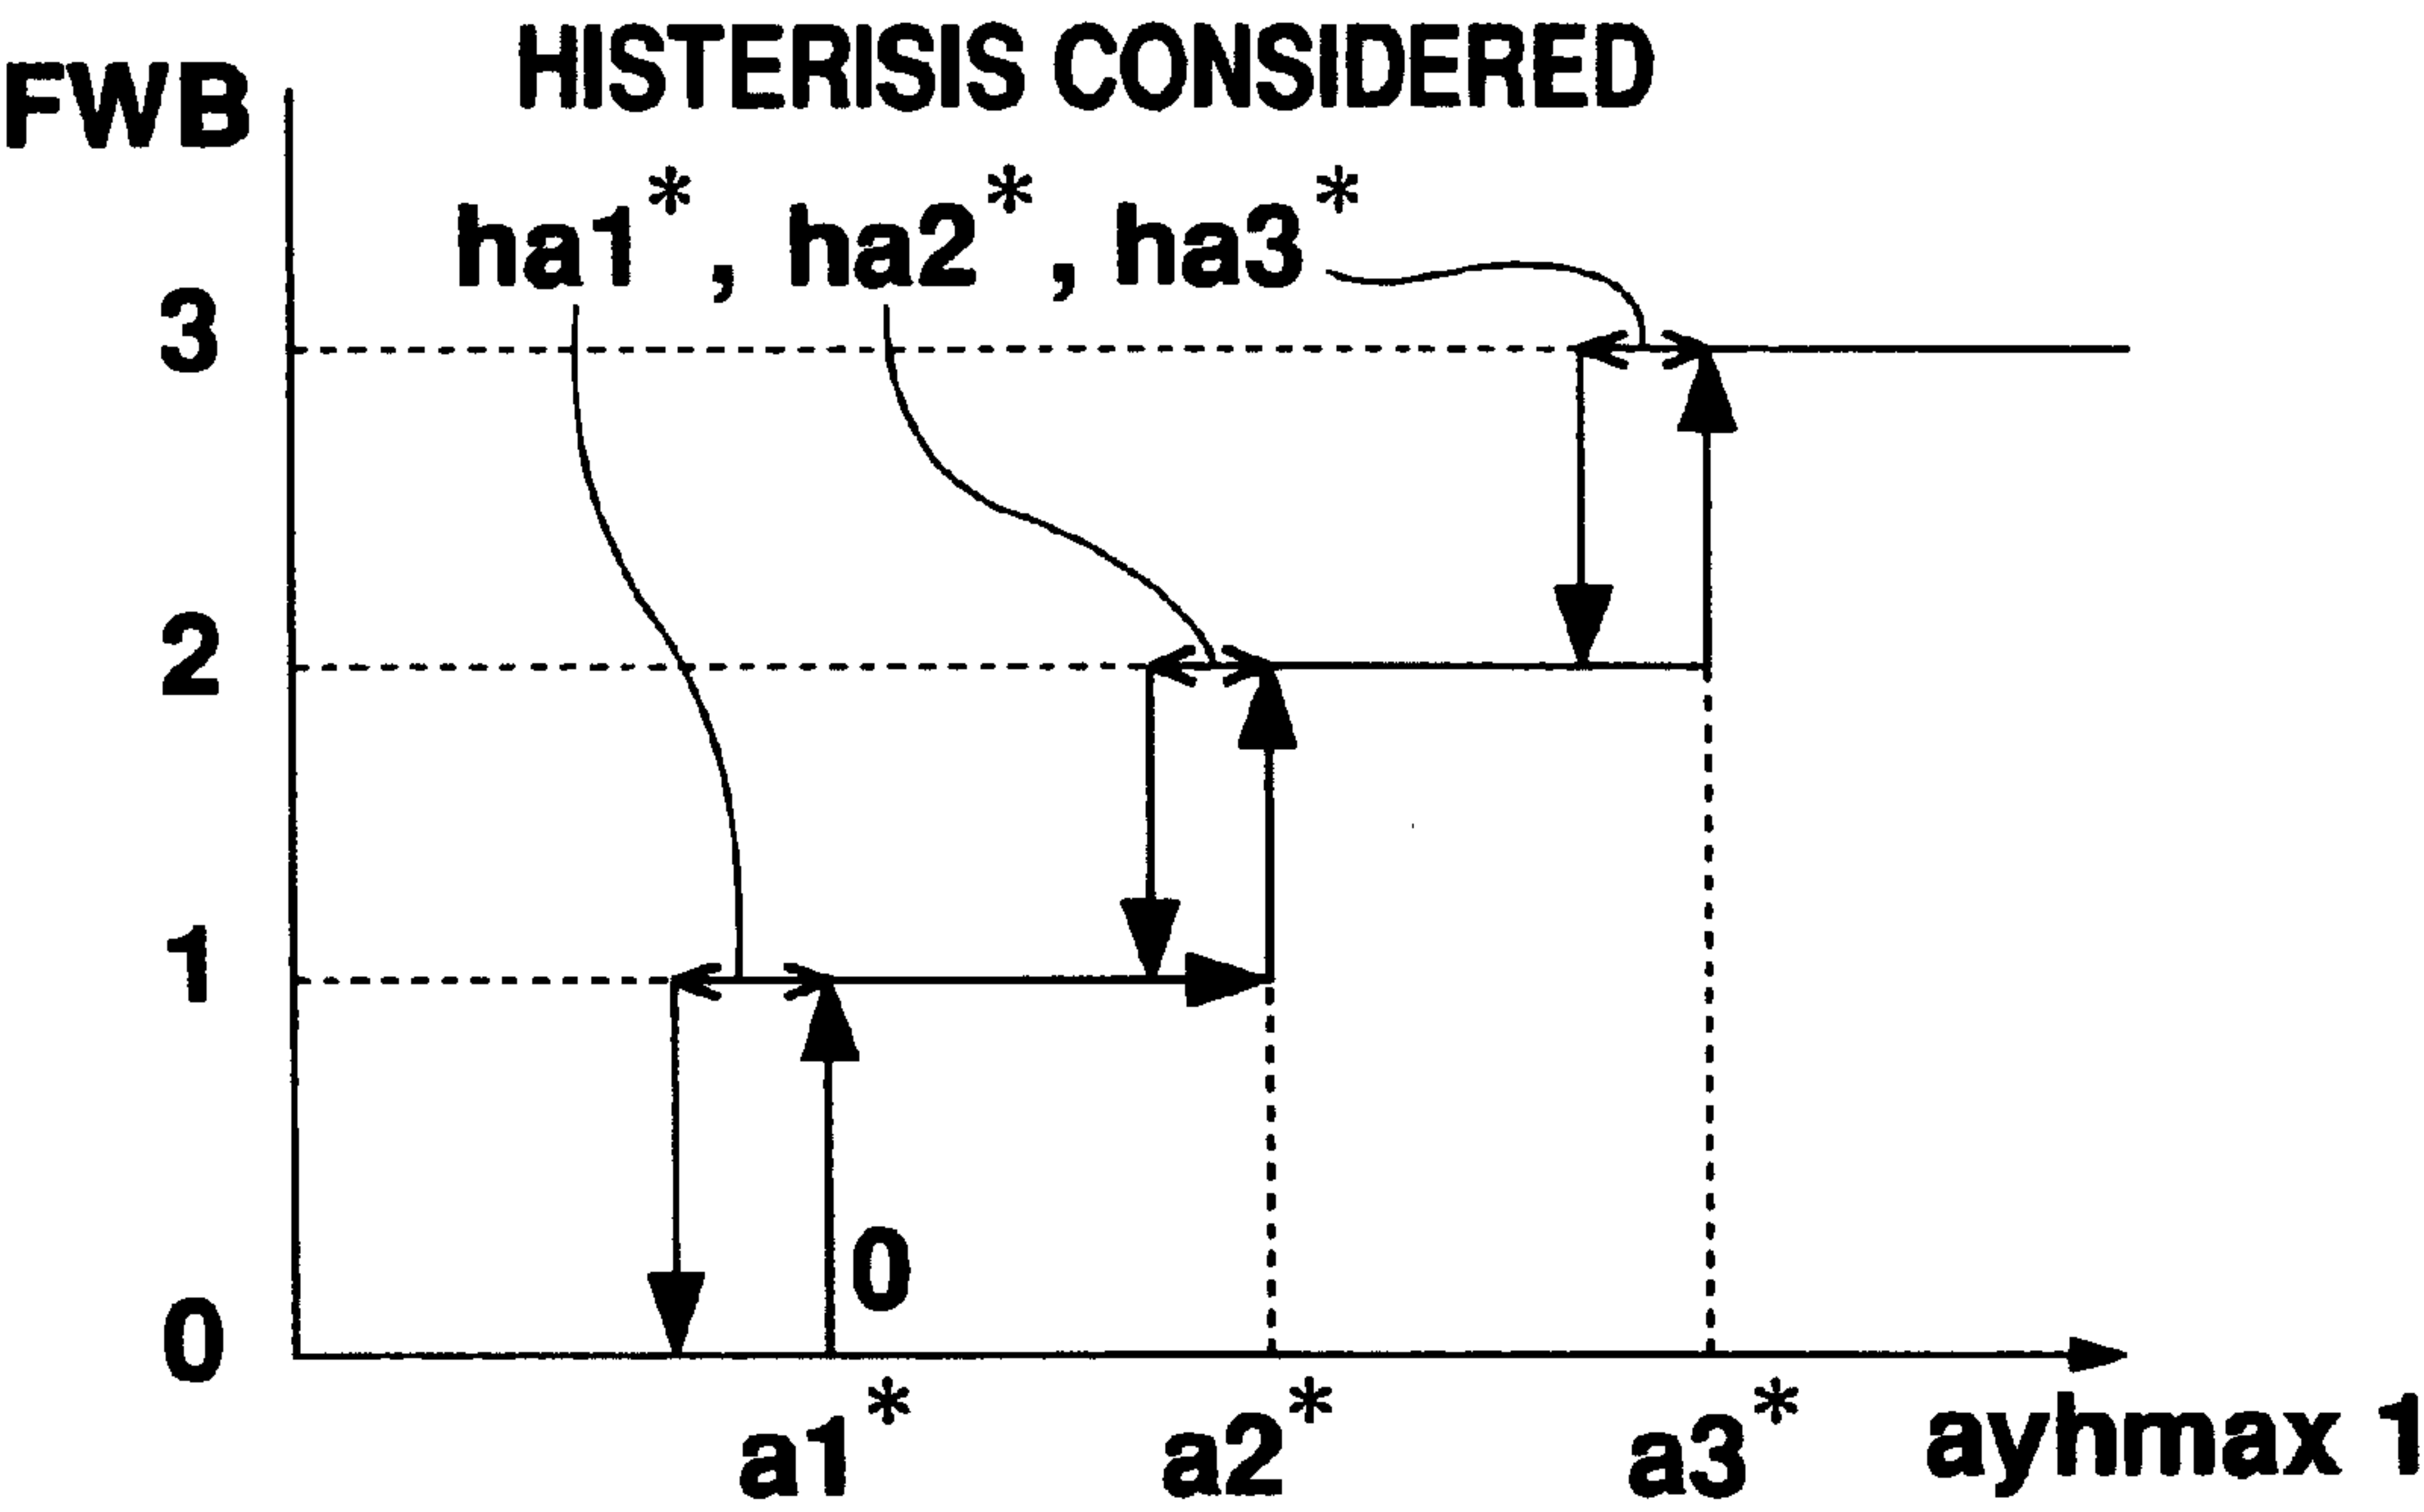 HISTERISIS CONSIDERED
FWB
ha1*, ha2*, ha3*
3
2
1
0
0
a1* a2* a3* ayhmax 1